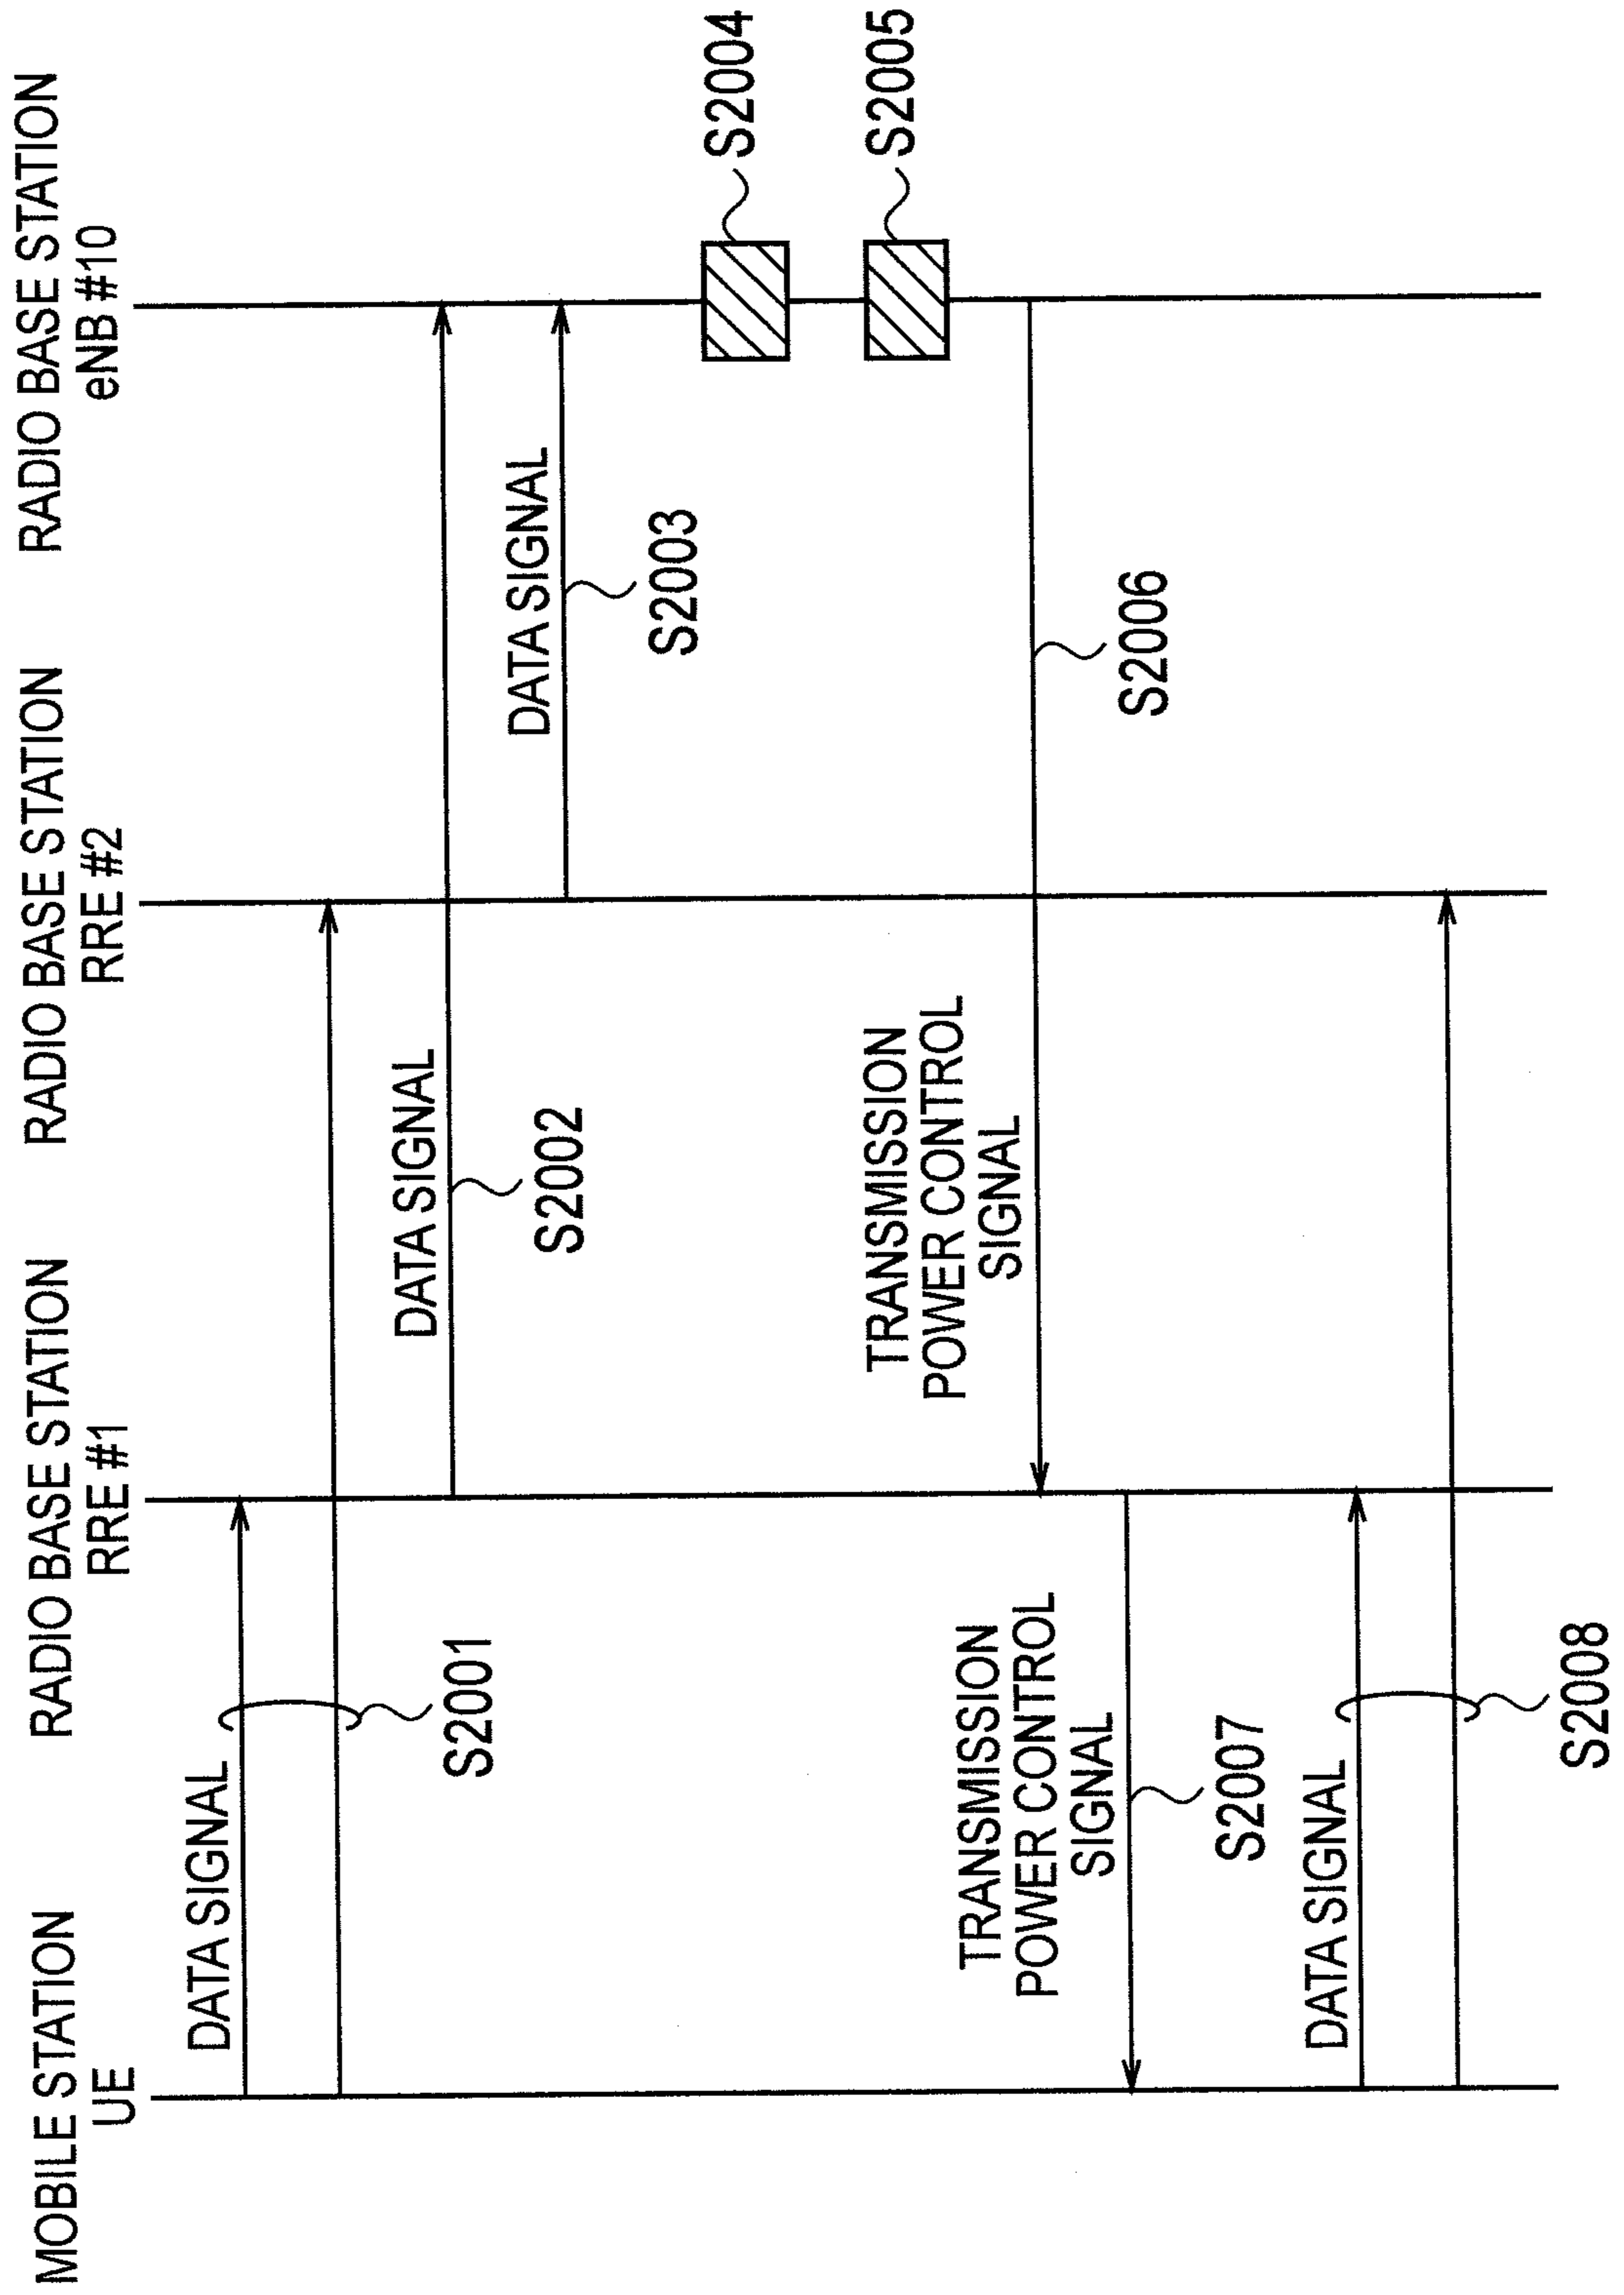 MOBILE STATION
UE
RADIO BASE STATION
RRE #1
RADIO BASE STATION
RRE #2
RADIO BASE STATION
eNB #10
DATA SIGNAL
S2001
DATA SIGNAL
S2002
DATA SIGNAL
S2003
S2004
S2005
TRANSMISSION
POWER CONTROL
SIGNAL
S2006
TRANSMISSION
POWER CONTROL
SIGNAL
S2007
DATA SIGNAL
S2008